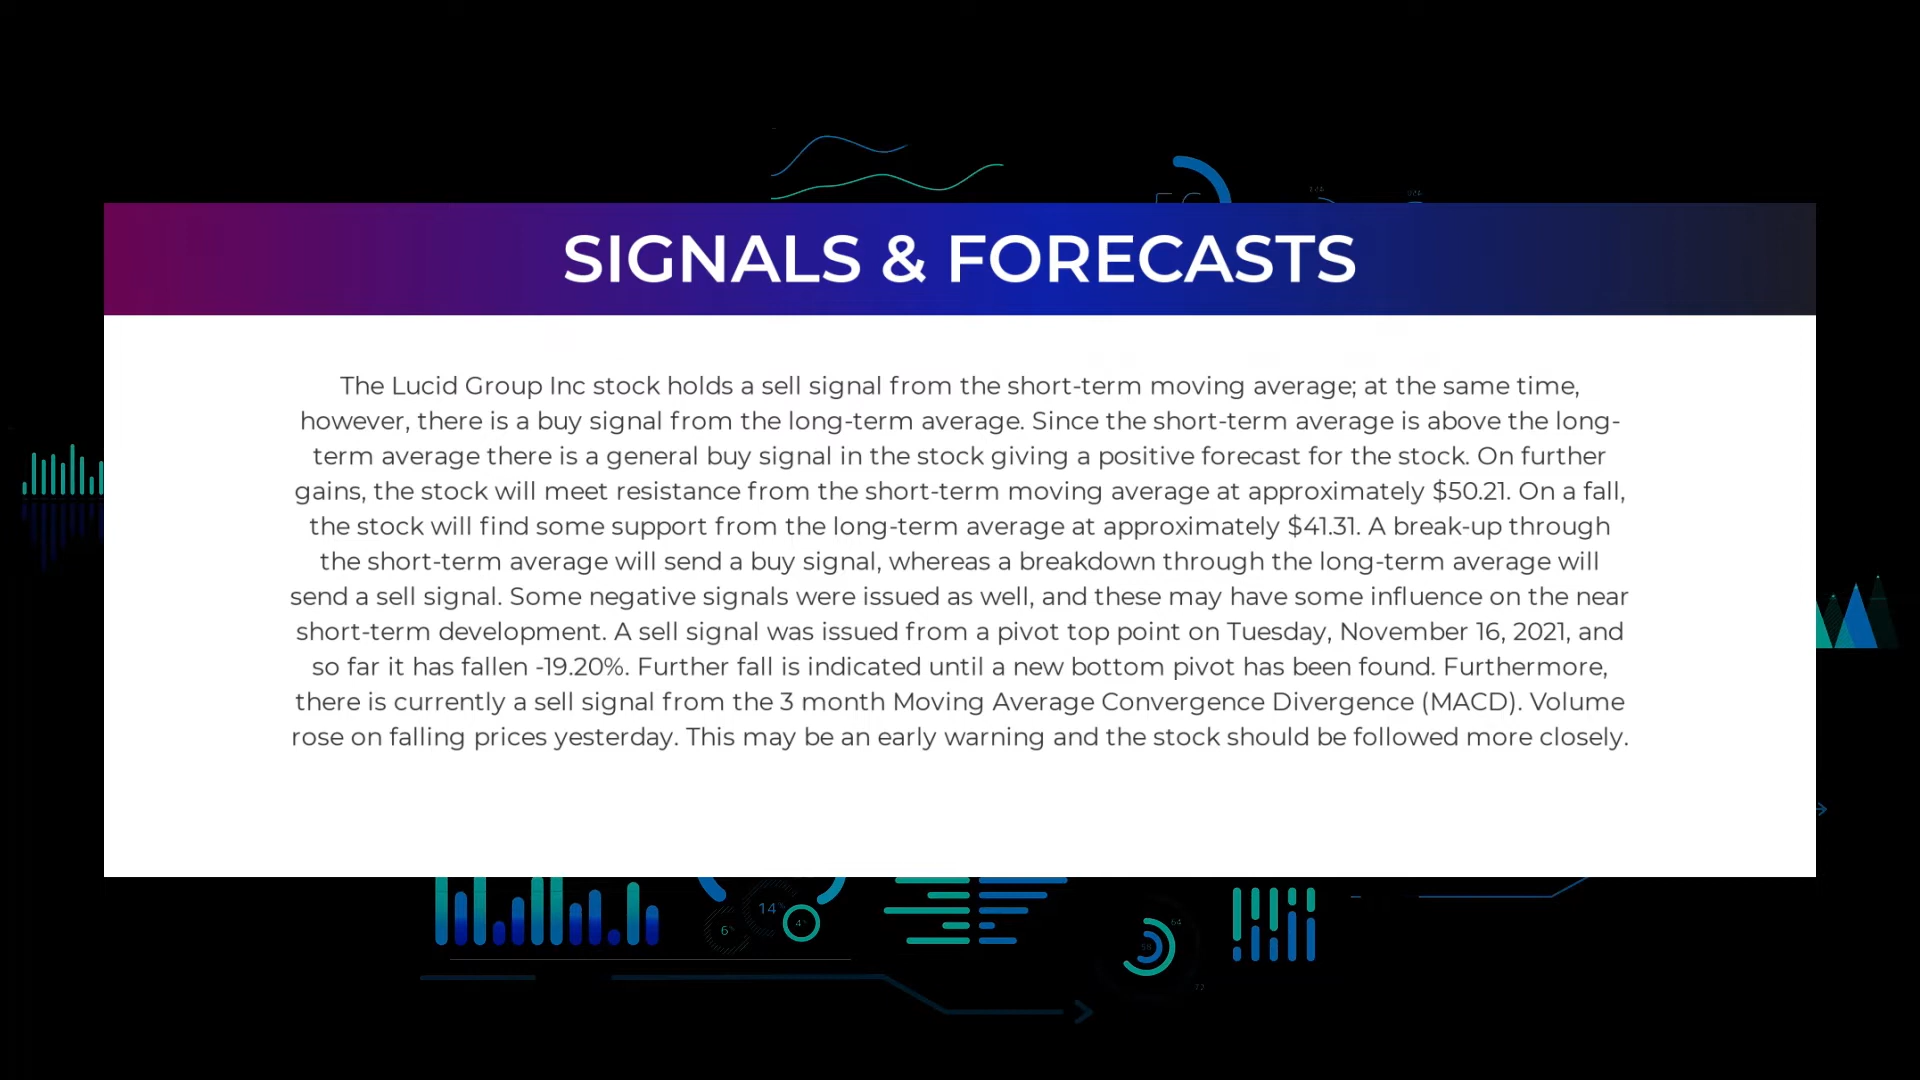 SIGNALS & FORECASTS
The Lucid Group Inc stock holds a sell signal from the short-term moving average; at the same time,
however, there is a buy signal from the long-term average. Since the short-term average is above the long-
term average there is a general buy signal in the stock giving a positive forecast for the stock. On further
gains, the stock will meet resistance from the short-term moving average at approximately $50.21. On a fall,
the stock will find some support from the long-term average at approximately $41.31. A break-up through
the short-term average will send a buy signal, whereas a breakdown through the long-term average will
send a sell signal. Some negative signals were issued as well, and these may have some influence on the near
short-term development. A sell signal was issued from a pivot top point on Tuesday, November 16, 2021, and
so far it has fallen -19.20%. Further fall is indicated until a new bottom pivot has been found. Furthermore,
there is currently a sell signal from the 3 month Moving Average Convergence Divergence (MACD). Volume
rose on falling prices yesterday. This may be an early warning and the stock should be followed more closely.
14
6
4
64